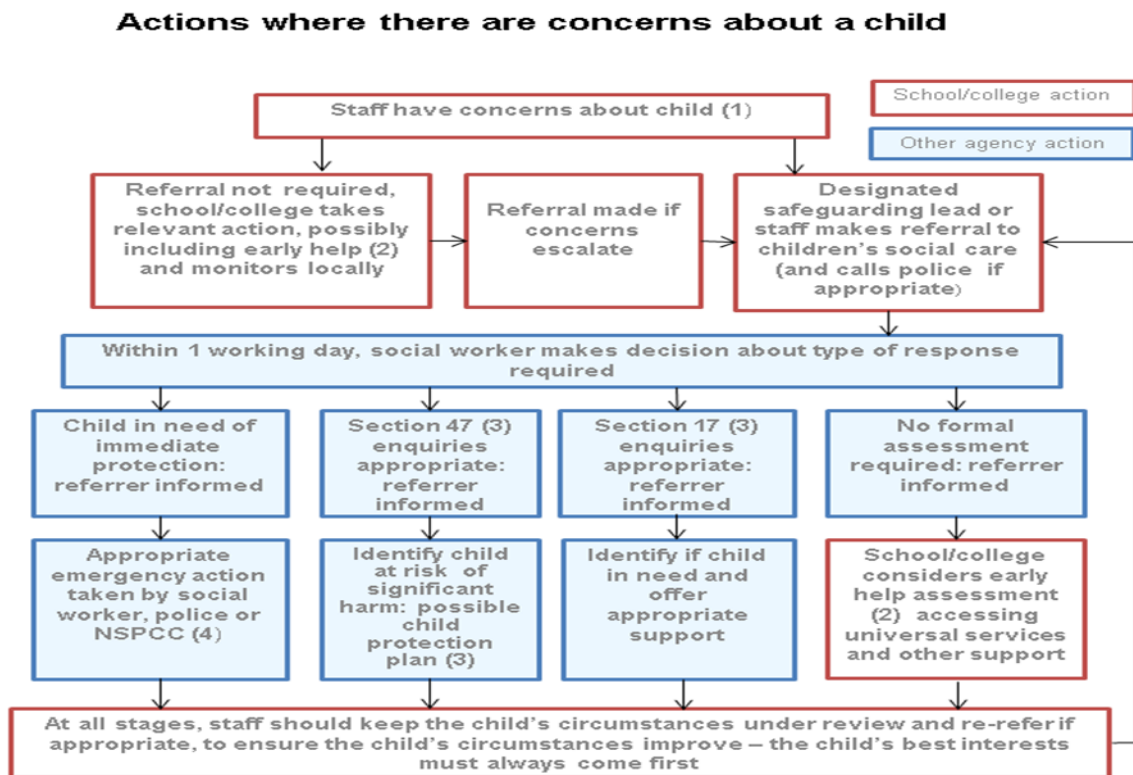 Actions where there are concerns about a child
School/college action
Other agency action
Staff have concerns about child (1)
Referral not required,
school/college takes
relevant action, possibly
including early help (2)
and monitors locally
Referral made if
concerns
escalate
Designated
safeguarding lead or
staff makes referral to
children’s social care
(and calls police if
appropriate)
Within 1 working day, social worker makes decision about type of response
required
Child in need of
immediate
protection:
referrer informed
Section 47 (3)
enquiries
appropriate:
referrer
informed
Section 17 (3)
enquiries
appropriate:
referrer
informed
No formal
assessment
required: referrer
informed
Appropriate
emergency action
taken by social
worker, police or
NSPCC (4)
Identify child
at risk of
significant
harm: possible
child
protection
plan (3)
Identify if child
in need and
offer
appropriate
support
School/college
considers early
help assessment
(2) accessing
universal services
and other support
At all stages, staff should keep the child’s circumstances under review and re-refer if
appropriate, to ensure the child’s circumstances improve – the child’s best interests
must always come first